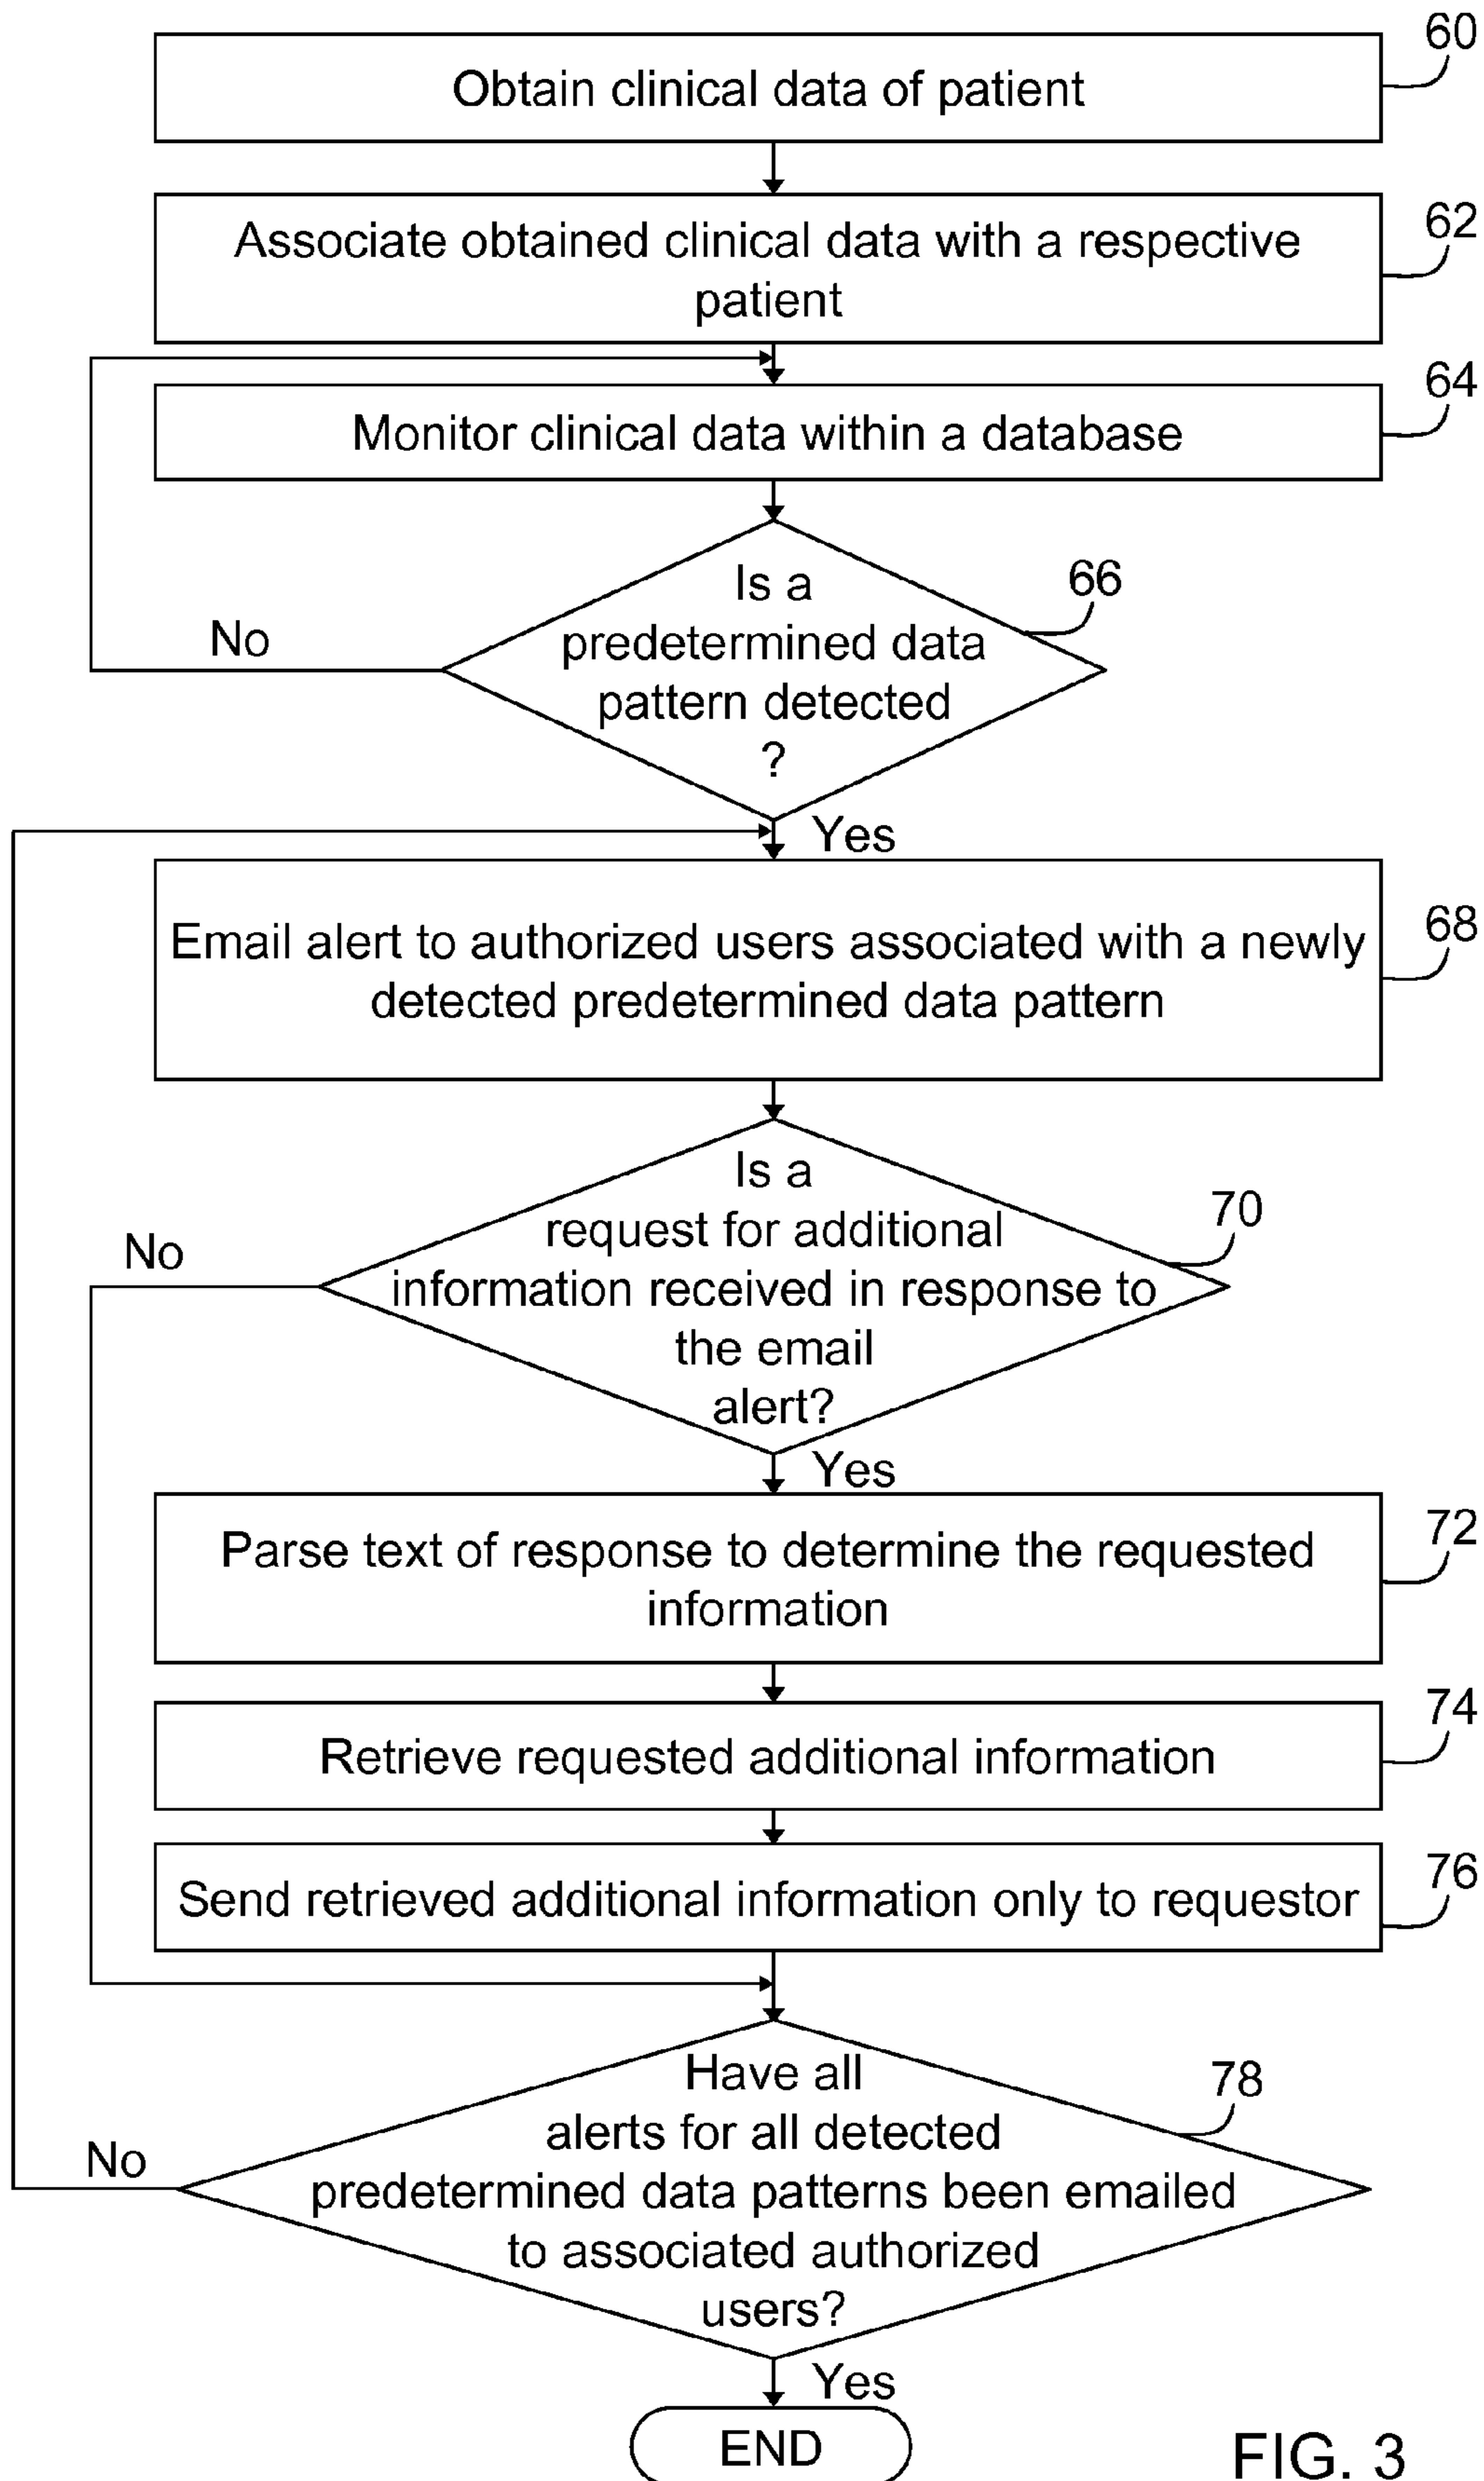 60
Obtain clinical data of patient
62
Associate obtained clinical data with a respective
patient
64
Monitor clinical data within a database
66
Is a
predetermined data
pattern detected
?
No
Yes
68
Email alert to authorized users associated with a newly
detected predetermined data pattern
70
Is a
request for additional
information received in response to
the email
alert?
No
Yes
72
Parse text of response to determine the requested
information
74
Retrieve requested additional information
76
Send retrieved additional information only to requestor
78
Have all
alerts for all detected
predetermined data patterns been emailed
to associated authorized
users?
No
Yes
END
FIG. 3